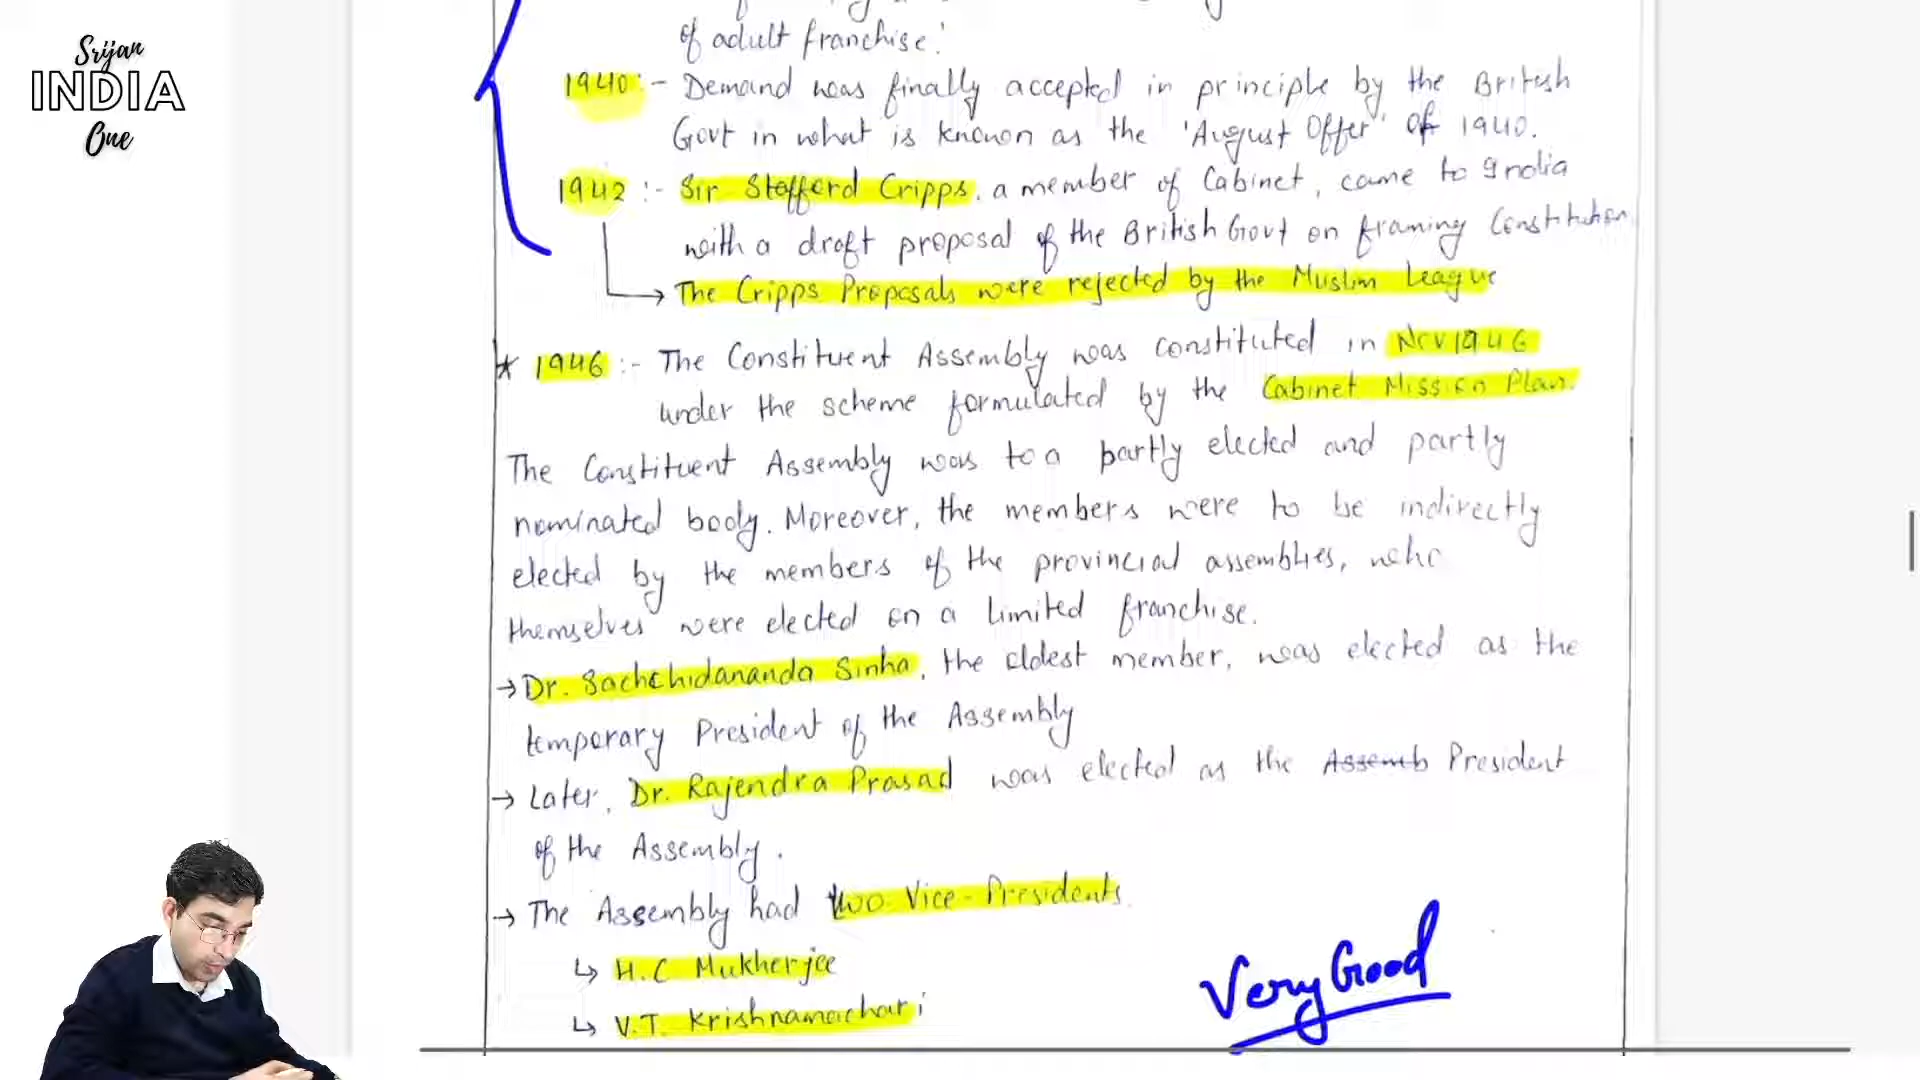 Srijan
INDIA
One
of adult franchise.'
1940:- Demand was finally accepted in principle by the British
Govt in what is known as the 'August Offer' of 1940.
1942 :- Sir Stafford Cripps, a member of Cabinet, came to India
with a draft proposal of the British Govt on framing Constitution
→ The Cripps Proposals were rejected by the Muslim League
* 1946 :- The Constituent Assembly was constituted in Nov 1946
under the scheme formulated by the Cabinet Mission Plan.
The Constituent Assembly was to a partly elected and partly
nominated body. Moreover, the members were to be indirectly
elected by the members of the provincial assemblies, who
themselves were elected on a limited franchise.
→ Dr. Sachchidananda Sinha, the oldest member, was elected as the
temporary President of the Assembly
→ Later, Dr. Rajendra Prasad was elected as the Assemb President
of the Assembly.
→ The Assembly had two Vice-Presidents.
↳ H.C Mukherjee
↳ V.T. Krishnamachari
Very Good